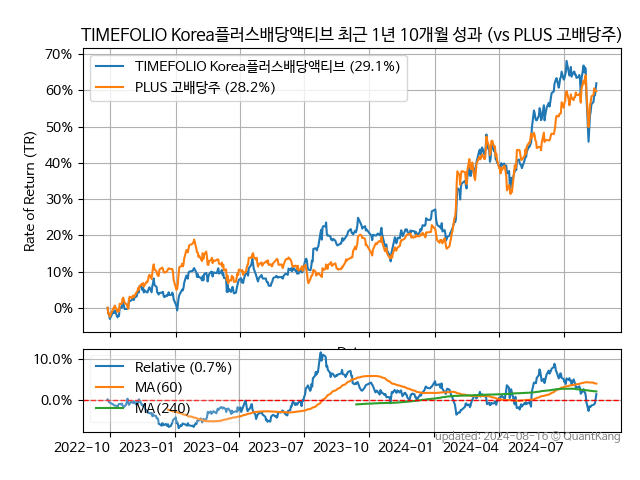 TIMEFOLIO Korea플러스배당액티브 최근 1년 10개월 성과 (vs PLUS 고배당주)
70%
60%
50%
40%
30%
20%
10%
0%
Rate of Return (TR)
TIMEFOLIO Korea플러스배당액티브 (29.1%)
PLUS 고배당주 (28.2%)
10.0%
0.0%
Relative (0.7%)
MA(60)
MA(240)
2022-10 2023-01 2023-04 2023-07 2023-10 2024-01 2024-04 2024-07
updated: 2024-08-16 © QuantKang